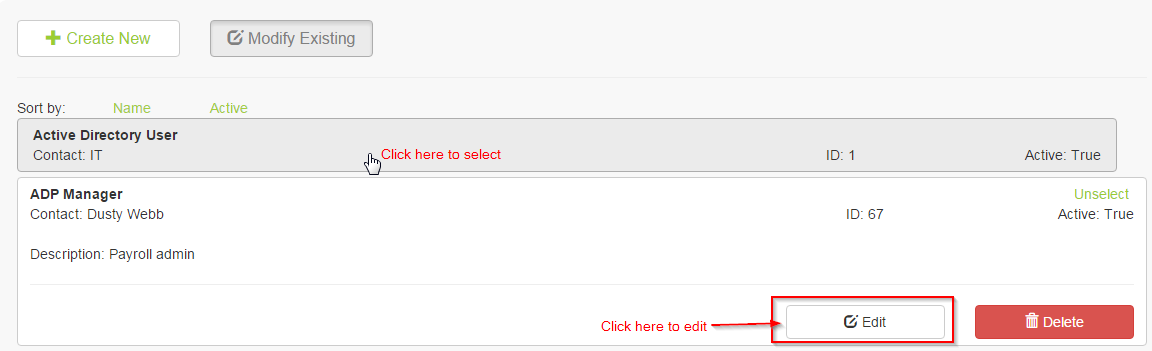 Create New Modify Existing
Sort by: Name Active
Active Directory User
Contact: IT Click here to select ID: 1 Active: True
ADP Manager Unselect
Contact: Dusty Webb ID: 67 Active: True
Description: Payroll admin
Click here to edit Edit Delete